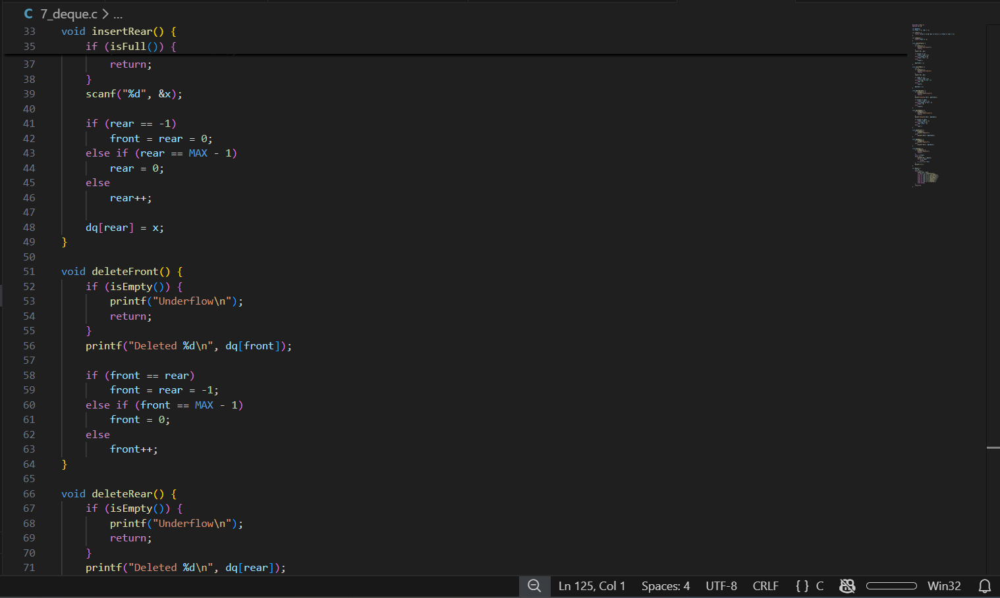 C 7_deque.c > ...
33 void insertRear() {
35     if (isFull()) {
37         return;
38     }
39     scanf("%d", &x);
40
41     if (rear == -1)
42         front = rear = 0;
43     else if (rear == MAX - 1)
44         rear = 0;
45     else
46         rear++;
47
48     dq[rear] = x;
49 }
50
51 void deleteFront() {
52     if (isEmpty()) {
53         printf("Underflow\n");
54         return;
55     }
56     printf("Deleted %d\n", dq[front]);
57
58     if (front == rear)
59         front = rear = -1;
60     else if (front == MAX - 1)
61         front = 0;
62     else
63         front++;
64 }
65
66 void deleteRear() {
67     if (isEmpty()) {
68         printf("Underflow\n");
69         return;
70     }
71     printf("Deleted %d\n", dq[rear]);
Ln 125, Col 1 Spaces: 4 UTF-8 CRLF {} C Win32